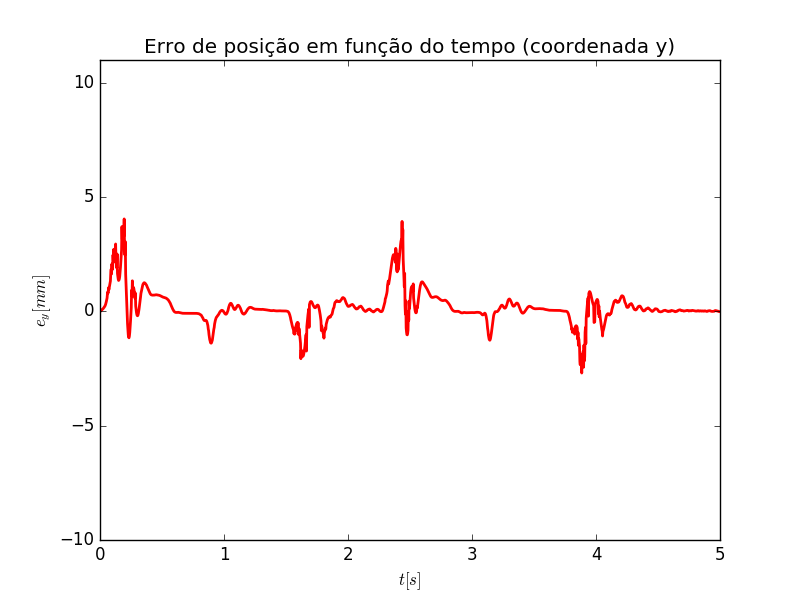 Erro de posição em função do tempo (coordenada y)
10
5
0
−5
−10
e_y[mm]
0 1 2 3 4 5
t[s]